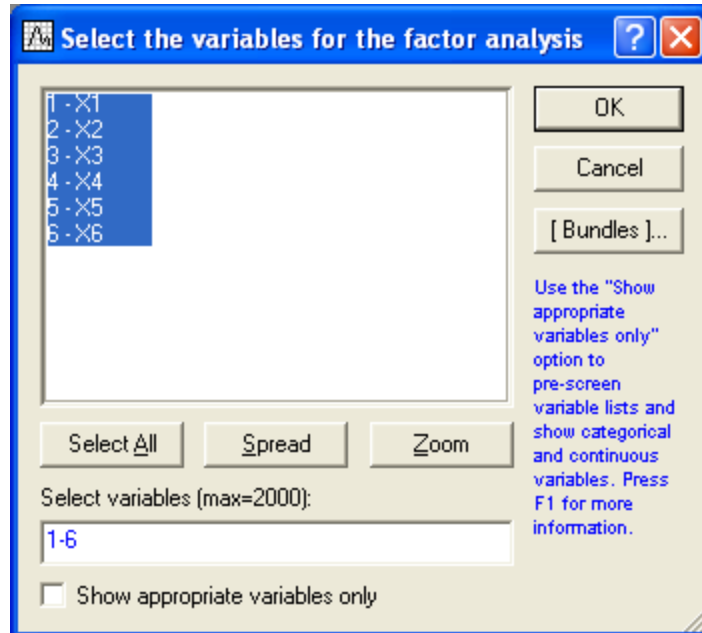 Select the variables for the factor analysis
1 - X1
2 - X2
3 - X3
4 - X4
5 - X5
6 - X6
OK
Cancel
[ Bundles ]...
Use the "Show
appropriate
variables only"
option to
pre-screen
variable lists and
show categorical
and continuous
variables. Press
F1 for more
information.
Select All
Spread
Zoom
Select variables (max=2000):
1-6
Show appropriate variables only